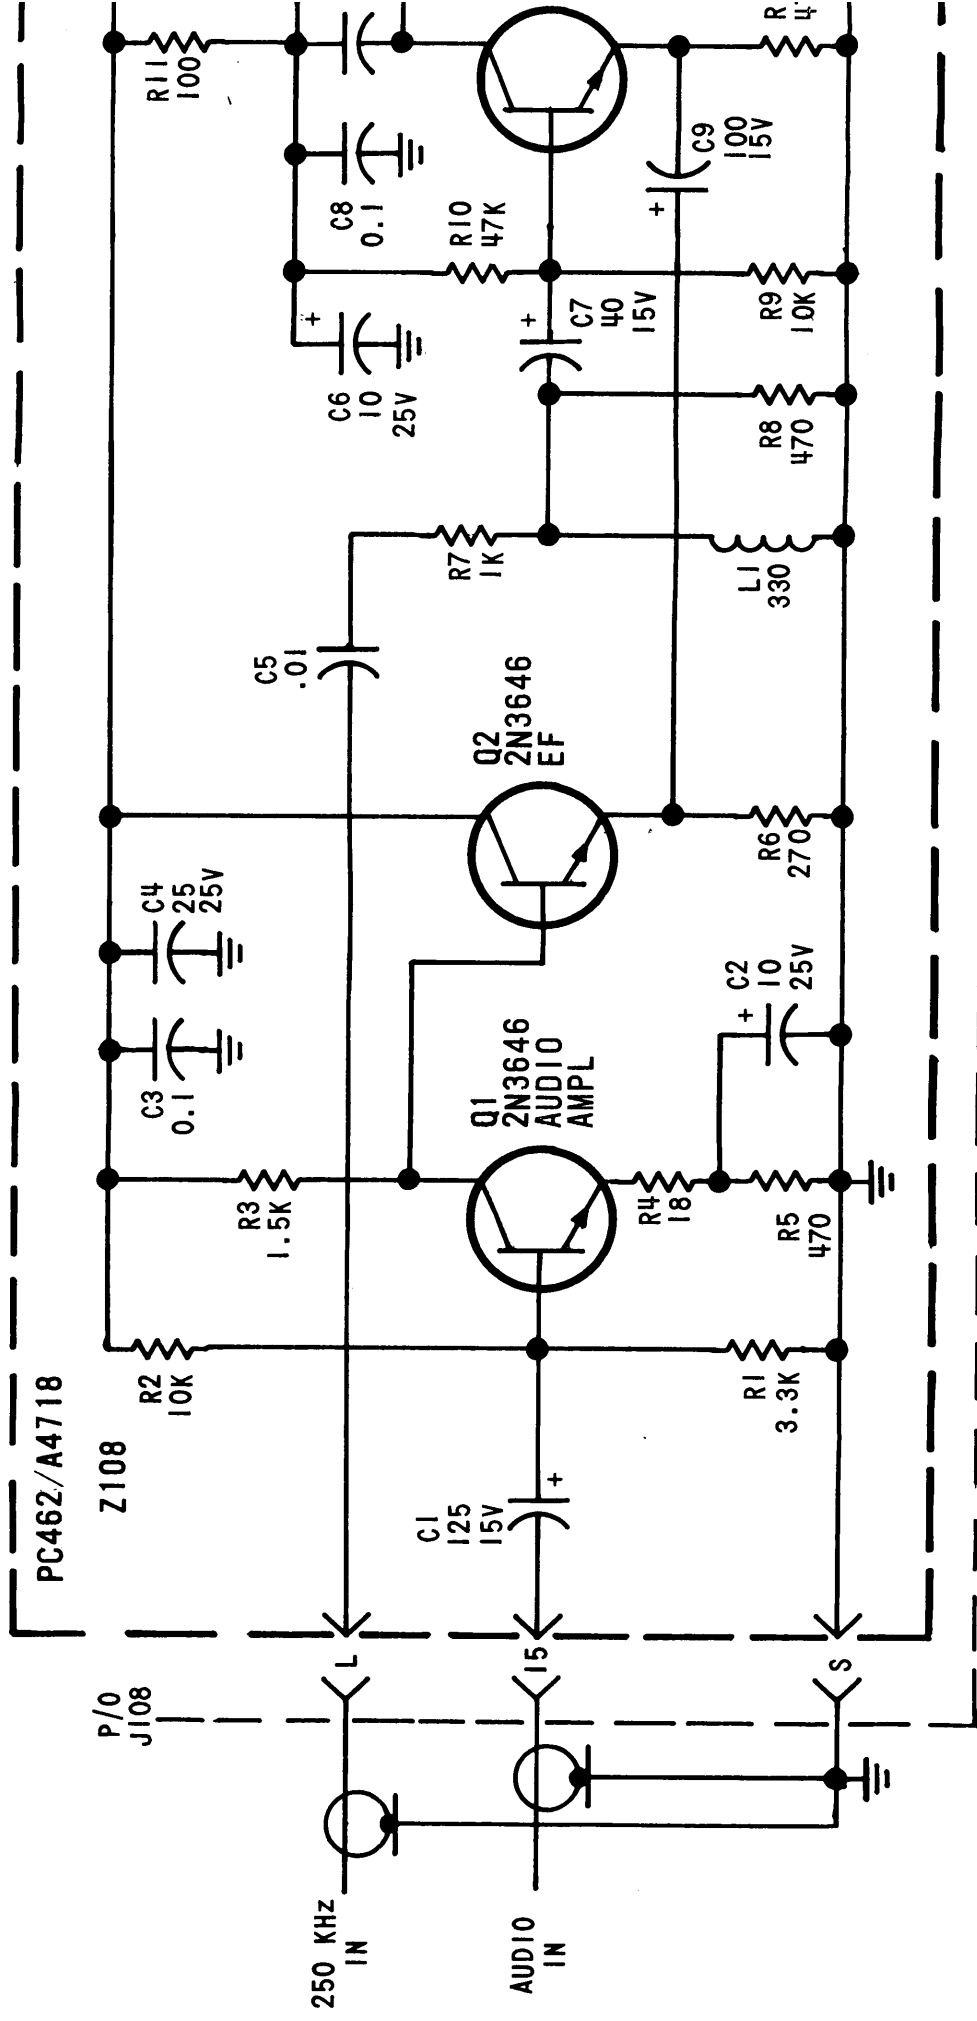 PC462/A4718
Z108
P/O
J108
250 KHz
IN
AUDIO
IN
L
15
S
C1
125
15V
R2
10K
R1
3.3K
R3
1.5K
C3
0.1
C4
25
25V
Q1
2N3646
AUDIO
AMPL
R4
18
R5
470
+
C2
10
25V
+
Q2
2N3646
EF
R6
270
C5
.01
R7
1K
L1
330
C6
10
25V
+
R8
470
C7
40
15V
+
R10
47K
R9
10K
C8
0.1
C9
100
15V
+
R11
100